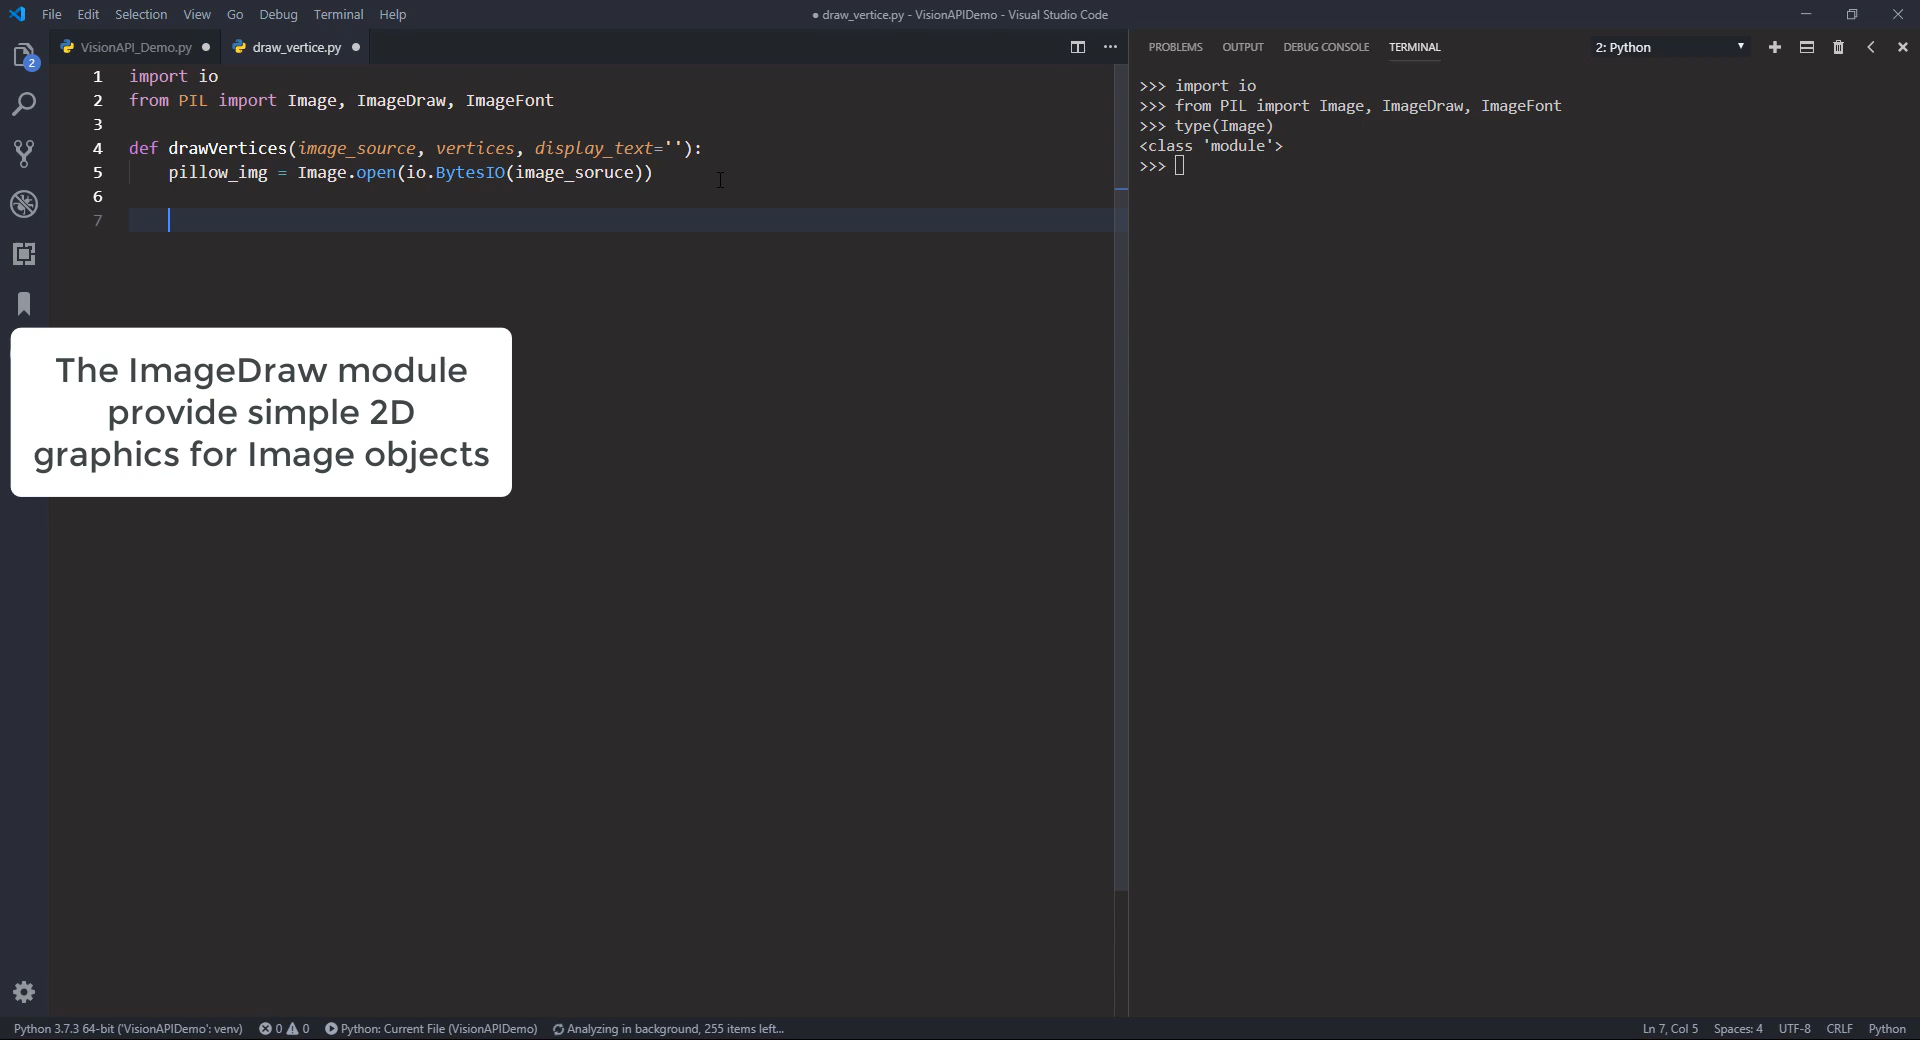 File Edit Selection View Go Debug Terminal Help
● draw_vertice.py - VisionAPIDemo - Visual Studio Code
VisionAPI_Demo.py ● draw_vertice.py ●
PROBLEMS OUTPUT DEBUG CONSOLE TERMINAL
2: Python
2
1 import io
2 from PIL import Image, ImageDraw, ImageFont
3
4 def drawVertices(image_source, vertices, display_text=''):
5 pillow_img = Image.open(io.BytesIO(image_soruce))
6
7
>>> import io
>>> from PIL import Image, ImageDraw, ImageFont
>>> type(Image)
<class 'module'>
>>>
The ImageDraw module
provide simple 2D
graphics for Image objects
Python 3.7.3 64-bit ('VisionAPIDemo': venv) 0 0 Python: Current File (VisionAPIDemo) Analyzing in background, 255 items left...
Ln 7, Col 5 Spaces: 4 UTF-8 CRLF Python